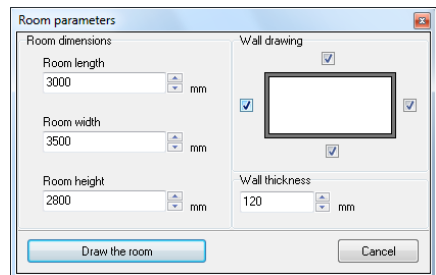 Room parameters
Room dimensions
Wall drawing
Room length
3000 mm
Room width
3500 mm
Room height
2800 mm
Wall thickness
120 mm
Draw the room
Cancel